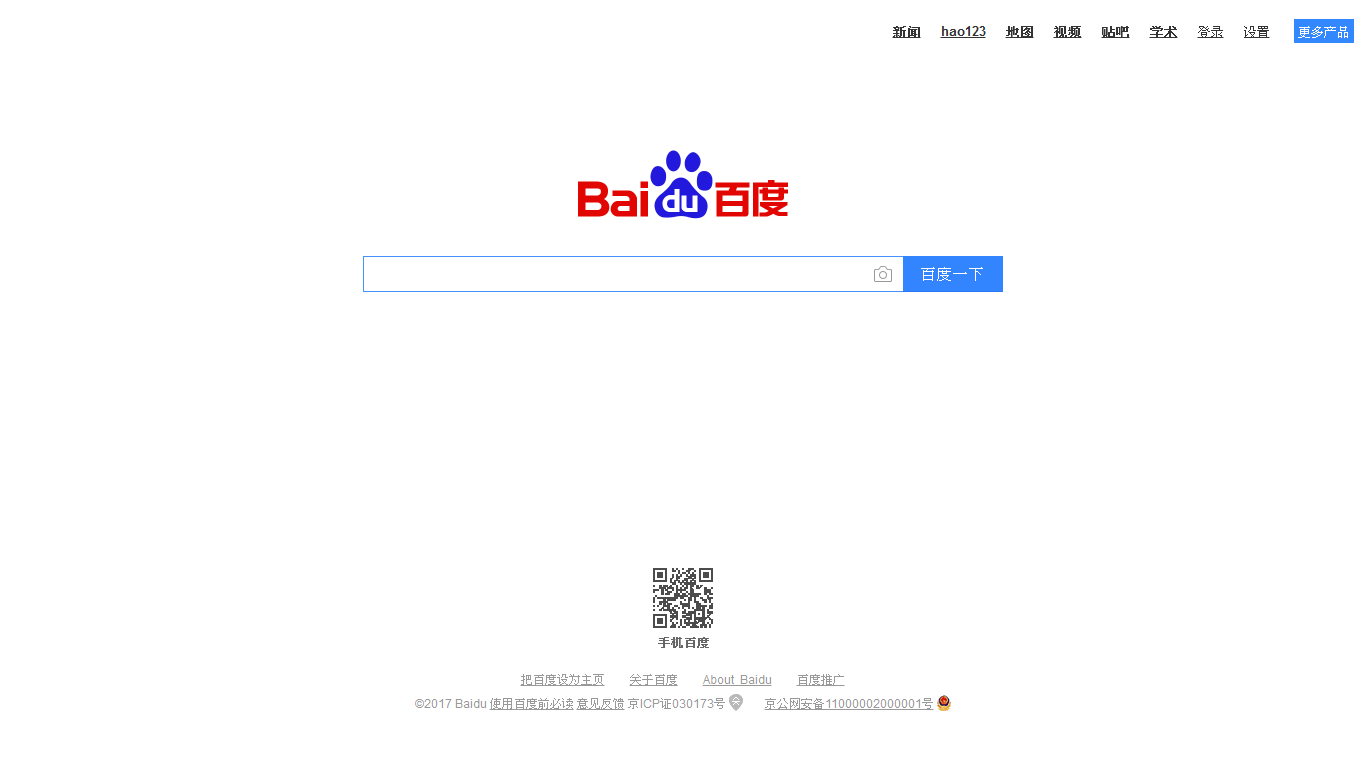 新闻 hao123 地图 视频 贴吧 学术 登录 设置 更多产品
Bai du 百度
百度一下
手机百度
把百度设为主页 关于百度 About Baidu 百度推广
©2017 Baidu 使用百度前必读 意见反馈 京ICP证030173号 京公网安备11000002000001号